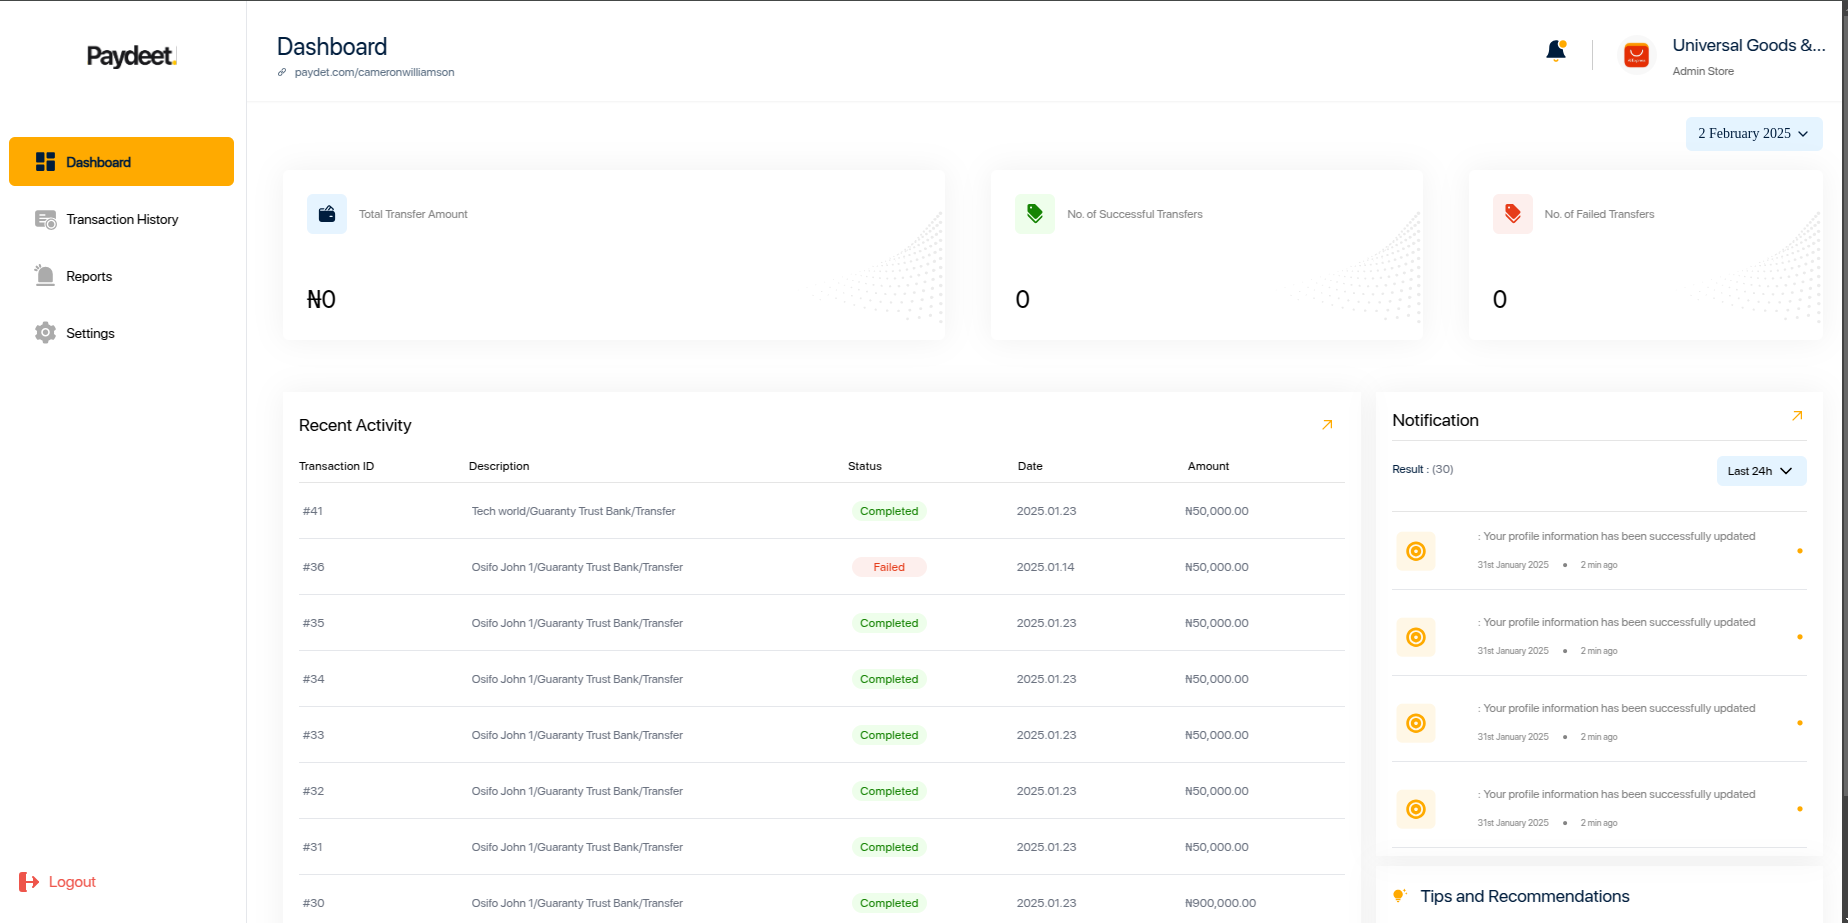 Paydeet
Dashboard
paydet.com/cameronwilliamson
Universal Goods &...
Admin Store
Dashboard
Transaction History
Reports
Settings
Logout
2 February 2025
Total Transfer Amount
₦0
No. of Successful Transfers
0
No. of Failed Transfers
0
Recent Activity
Transaction ID Description Status Date Amount
#41 Tech world/Guaranty Trust Bank/Transfer Completed 2025.01.23 ₦50,000.00
#36 Osifo John 1/Guaranty Trust Bank/Transfer Failed 2025.01.14 ₦50,000.00
#35 Osifo John 1/Guaranty Trust Bank/Transfer Completed 2025.01.23 ₦50,000.00
#34 Osifo John 1/Guaranty Trust Bank/Transfer Completed 2025.01.23 ₦50,000.00
#33 Osifo John 1/Guaranty Trust Bank/Transfer Completed 2025.01.23 ₦50,000.00
#32 Osifo John 1/Guaranty Trust Bank/Transfer Completed 2025.01.23 ₦50,000.00
#31 Osifo John 1/Guaranty Trust Bank/Transfer Completed 2025.01.23 ₦50,000.00
#30 Osifo John 1/Guaranty Trust Bank/Transfer Completed 2025.01.23 ₦900,000.00
Notification
Result : (30)
Last 24h
: Your profile information has been successfully updated
31st January 2025 • 2 min ago
: Your profile information has been successfully updated
31st January 2025 • 2 min ago
: Your profile information has been successfully updated
31st January 2025 • 2 min ago
: Your profile information has been successfully updated
31st January 2025 • 2 min ago
Tips and Recommendations